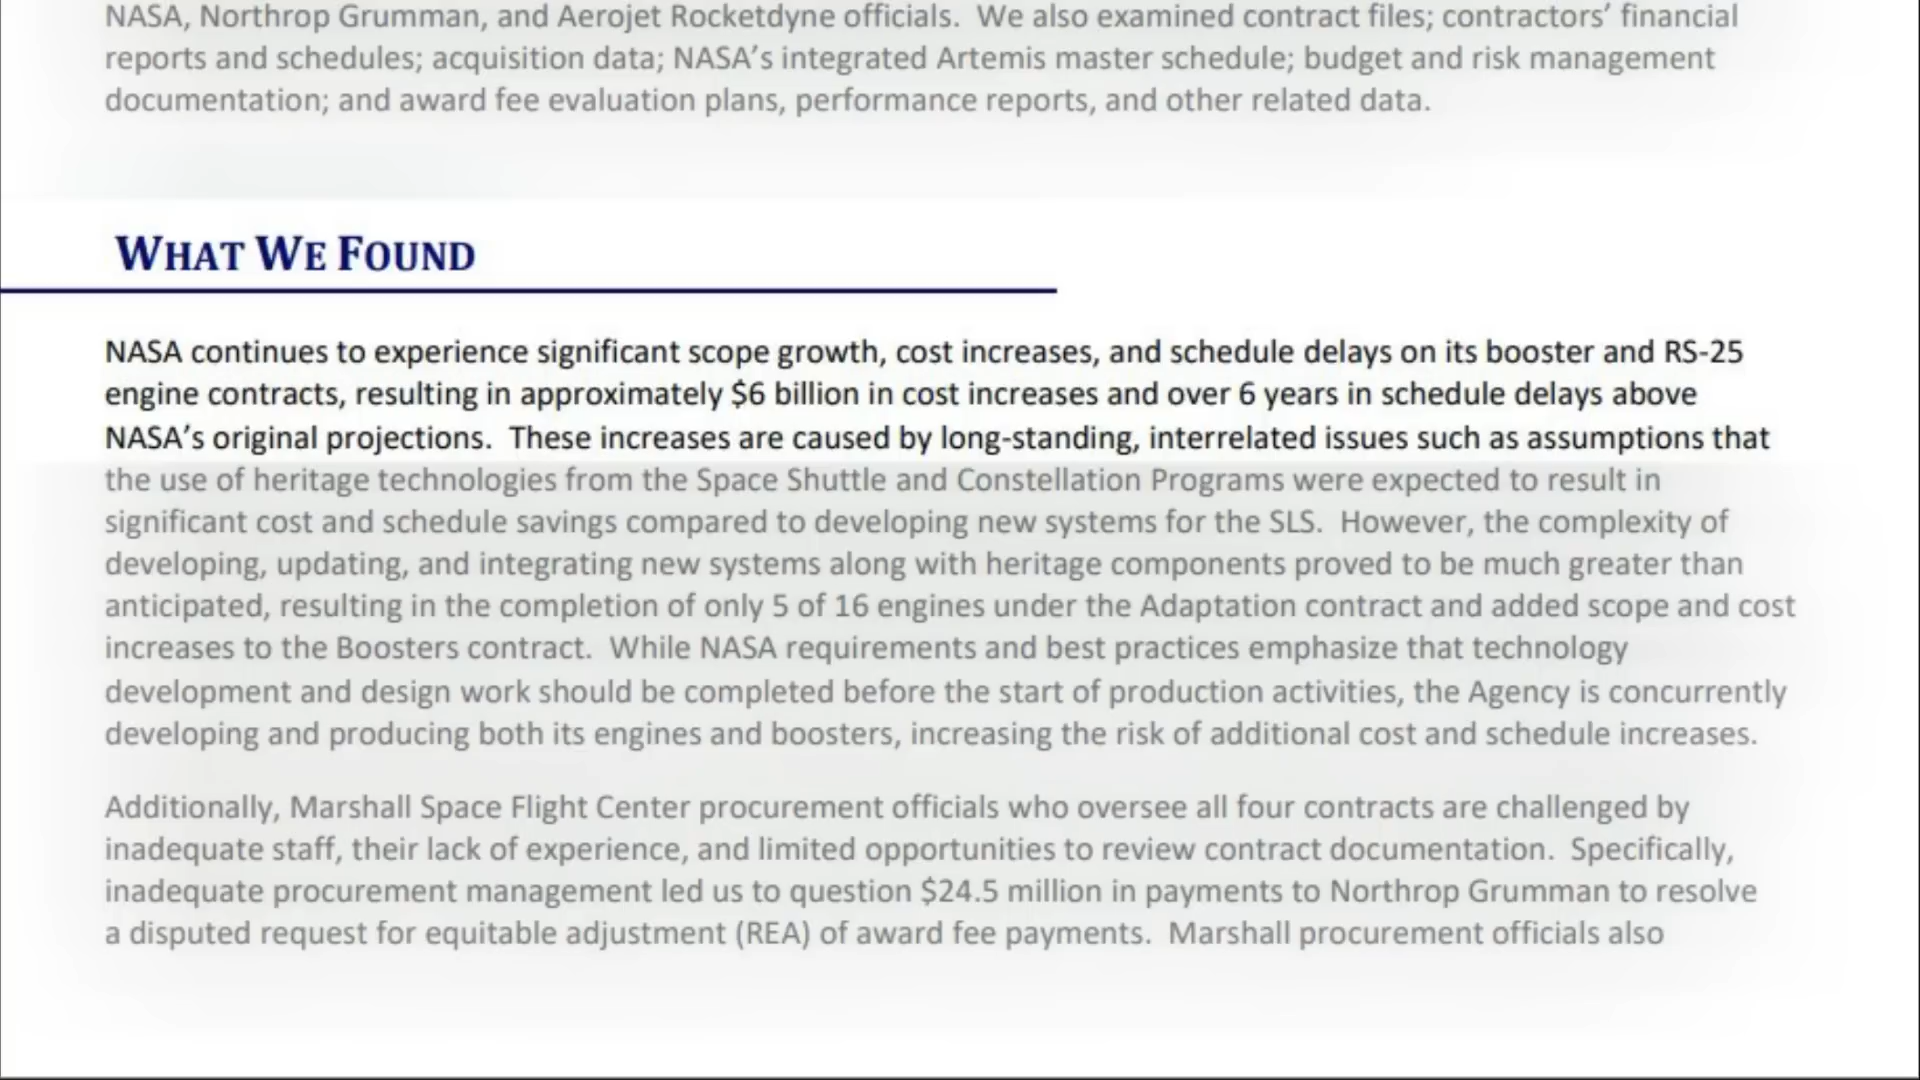 NASA, Northrop Grumman, and Aerojet Rocketdyne officials.  We also examined contract files; contractors’ financial
reports and schedules; acquisition data; NASA’s integrated Artemis master schedule; budget and risk management
documentation; and award fee evaluation plans, performance reports, and other related data.
WHAT WE FOUND
NASA continues to experience significant scope growth, cost increases, and schedule delays on its booster and RS-25
engine contracts, resulting in approximately $6 billion in cost increases and over 6 years in schedule delays above
NASA’s original projections.  These increases are caused by long-standing, interrelated issues such as assumptions that
the use of heritage technologies from the Space Shuttle and Constellation Programs were expected to result in
significant cost and schedule savings compared to developing new systems for the SLS.  However, the complexity of
developing, updating, and integrating new systems along with heritage components proved to be much greater than
anticipated, resulting in the completion of only 5 of 16 engines under the Adaptation contract and added scope and cost
increases to the Boosters contract.  While NASA requirements and best practices emphasize that technology
development and design work should be completed before the start of production activities, the Agency is concurrently
developing and producing both its engines and boosters, increasing the risk of additional cost and schedule increases.
Additionally, Marshall Space Flight Center procurement officials who oversee all four contracts are challenged by
inadequate staff, their lack of experience, and limited opportunities to review contract documentation.  Specifically,
inadequate procurement management led us to question $24.5 million in payments to Northrop Grumman to resolve
a disputed request for equitable adjustment (REA) of award fee payments.  Marshall procurement officials also